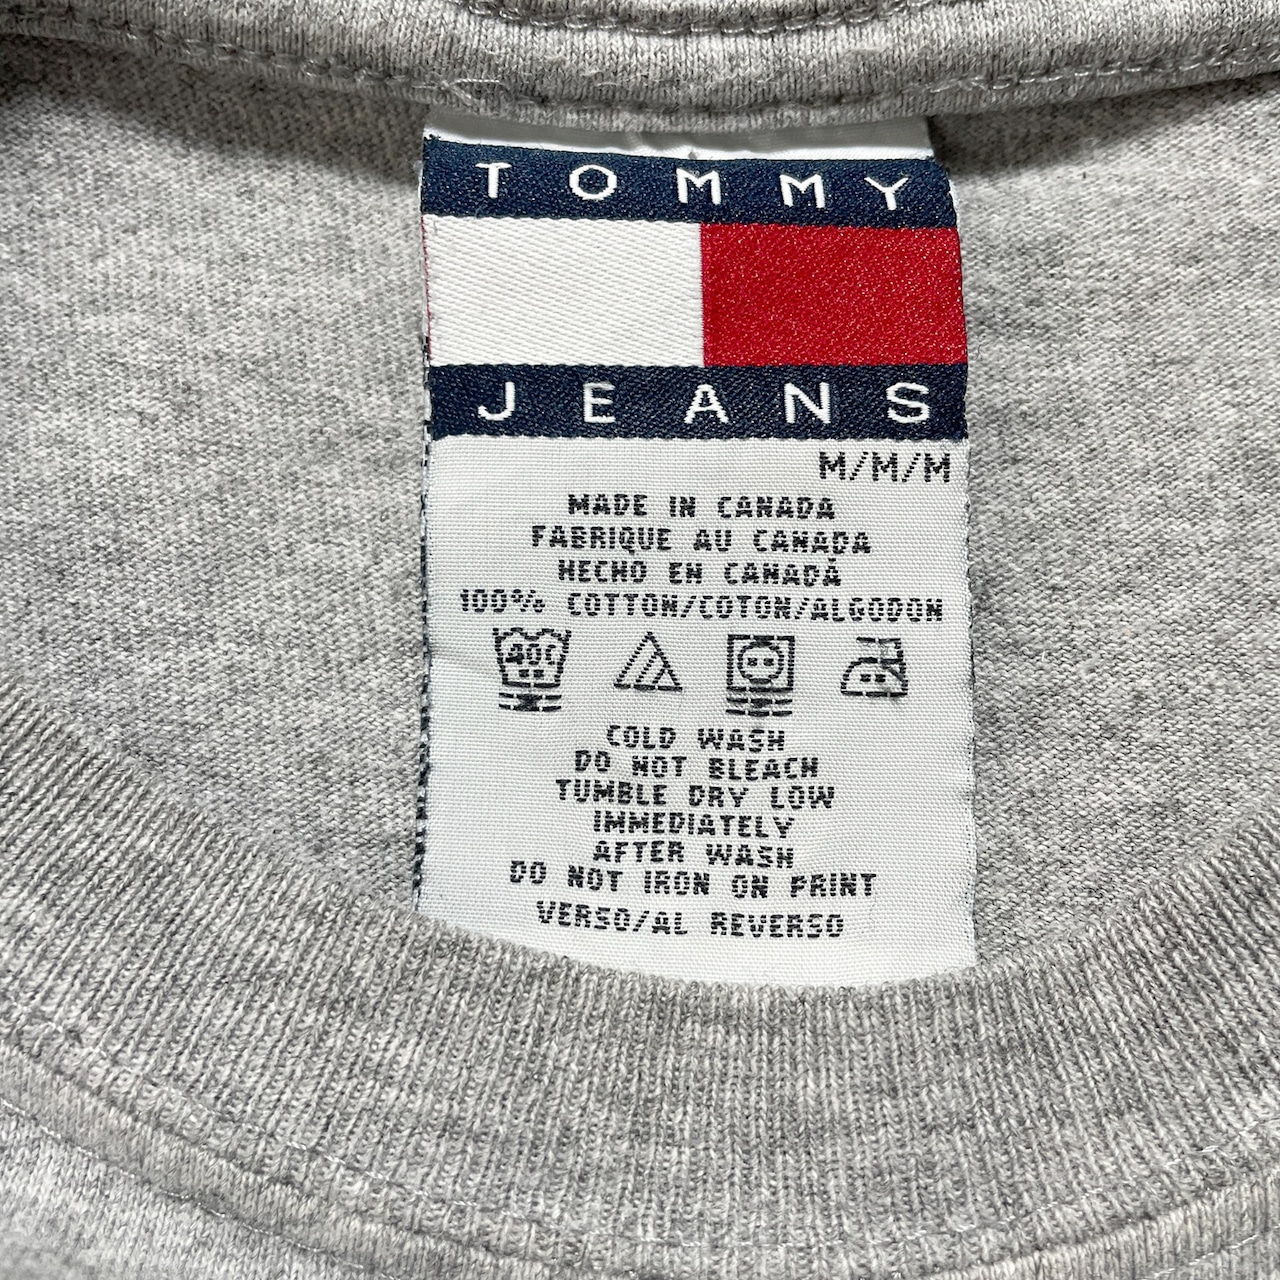 TOMMY
JEANS
M/M/M
MADE IN CANADA
FABRIQUE AU CANADA
HECHO EN CANADÁ
100% COTTON/COTON/ALGODON
40C
COLD WASH
DO NOT BLEACH
TUMBLE DRY LOW
IMMEDIATELY
AFTER WASH
DO NOT IRON ON PRINT
VERSO/AL REVERSO